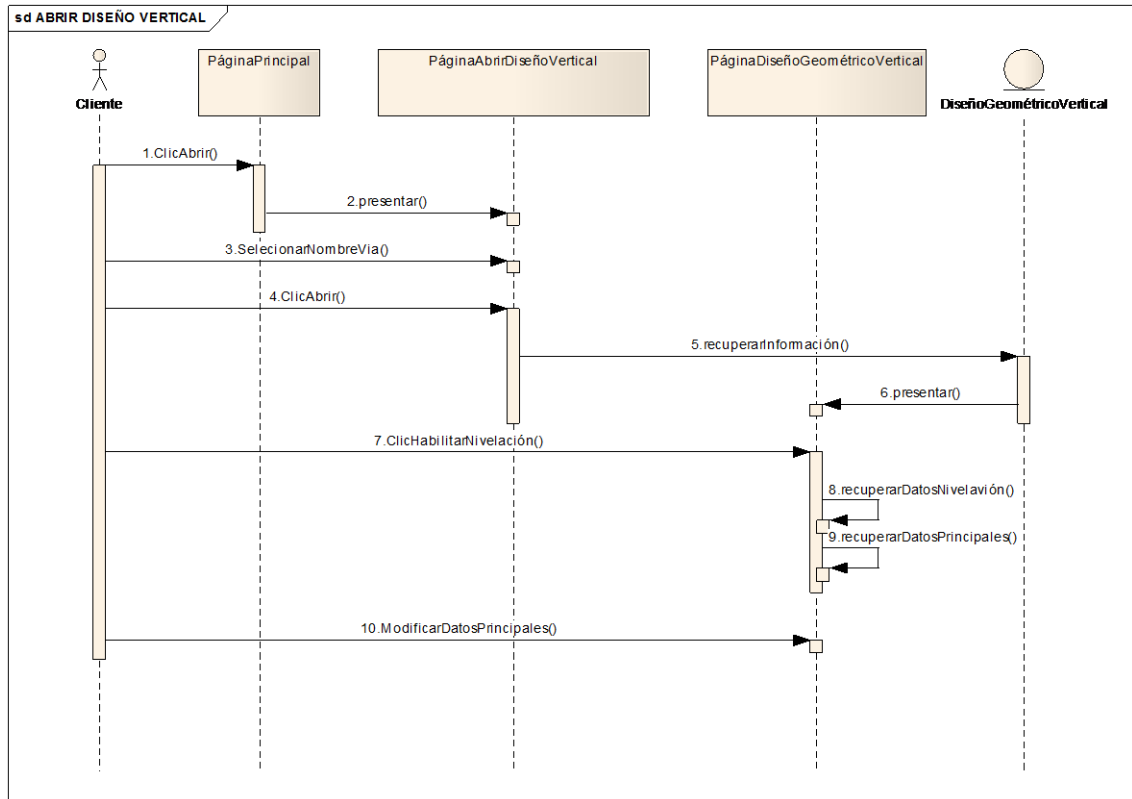 sd ABRIR DISEÑO VERTICAL
Cliente
PáginaPrincipal
PáginaAbrirDiseñoVertical
PáginaDiseñoGeométricoVertical
DiseñoGeométricoVertical
1.ClicAbrir()
2.presentar()
3.SelecionarNombreVia()
4.ClicAbrir()
5.recuperarInformación()
6.presentar()
7.ClicHabilitarNivelación()
8.recuperarDatosNivelavión()
9.recuperarDatosPrincipales()
10.ModificarDatosPrincipales()